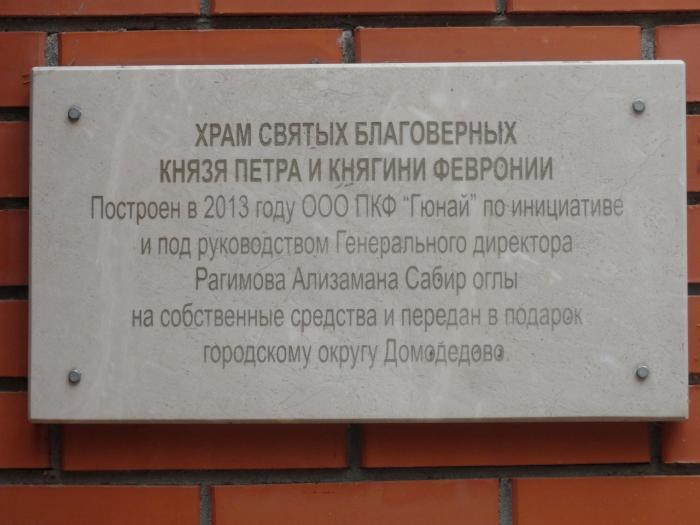 ХРАМ СВЯТЫХ БЛАГОВЕРНЫХ
КНЯЗЯ ПЕТРА И КНЯГИНИ ФЕВРОНИИ
Построен в 2013 году ООО ПКФ "Гюнай" по инициативе
и под руководством Генерального директора
Рагимова Ализамана Сабир оглы
на собственные средства и передан в подарок
городскому округу Домодедово